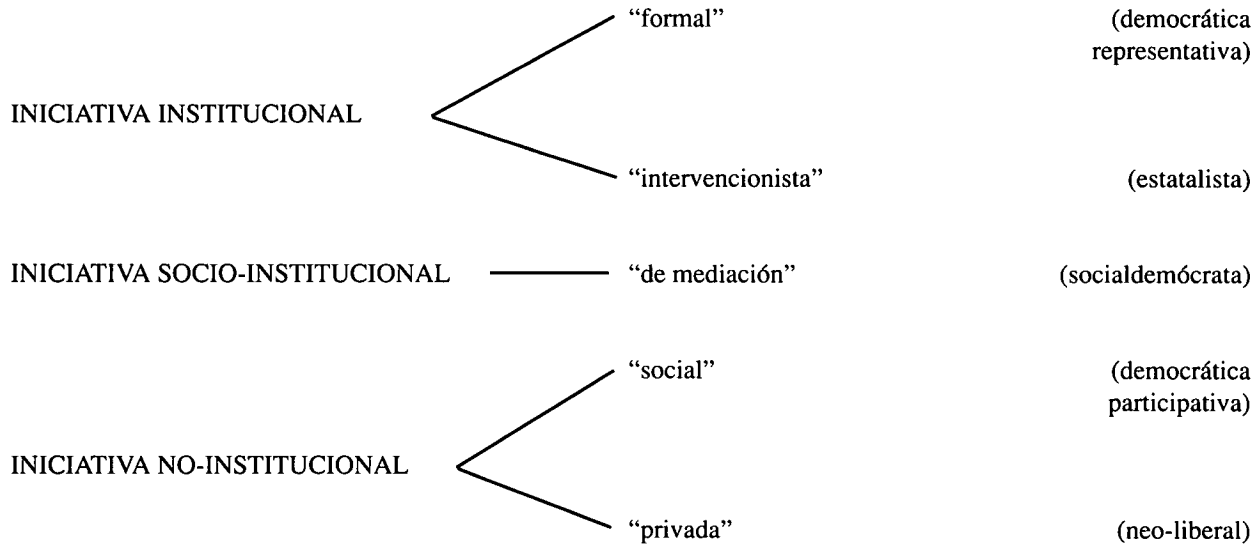 “formal” (democrática
representativa)
INICIATIVA INSTITUCIONAL
“intervencionista” (estatalista)
INICIATIVA SOCIO-INSTITUCIONAL “de mediación” (socialdemócrata)
“social” (democrática
participativa)
INICIATIVA NO-INSTITUCIONAL
“privada” (neo-liberal)